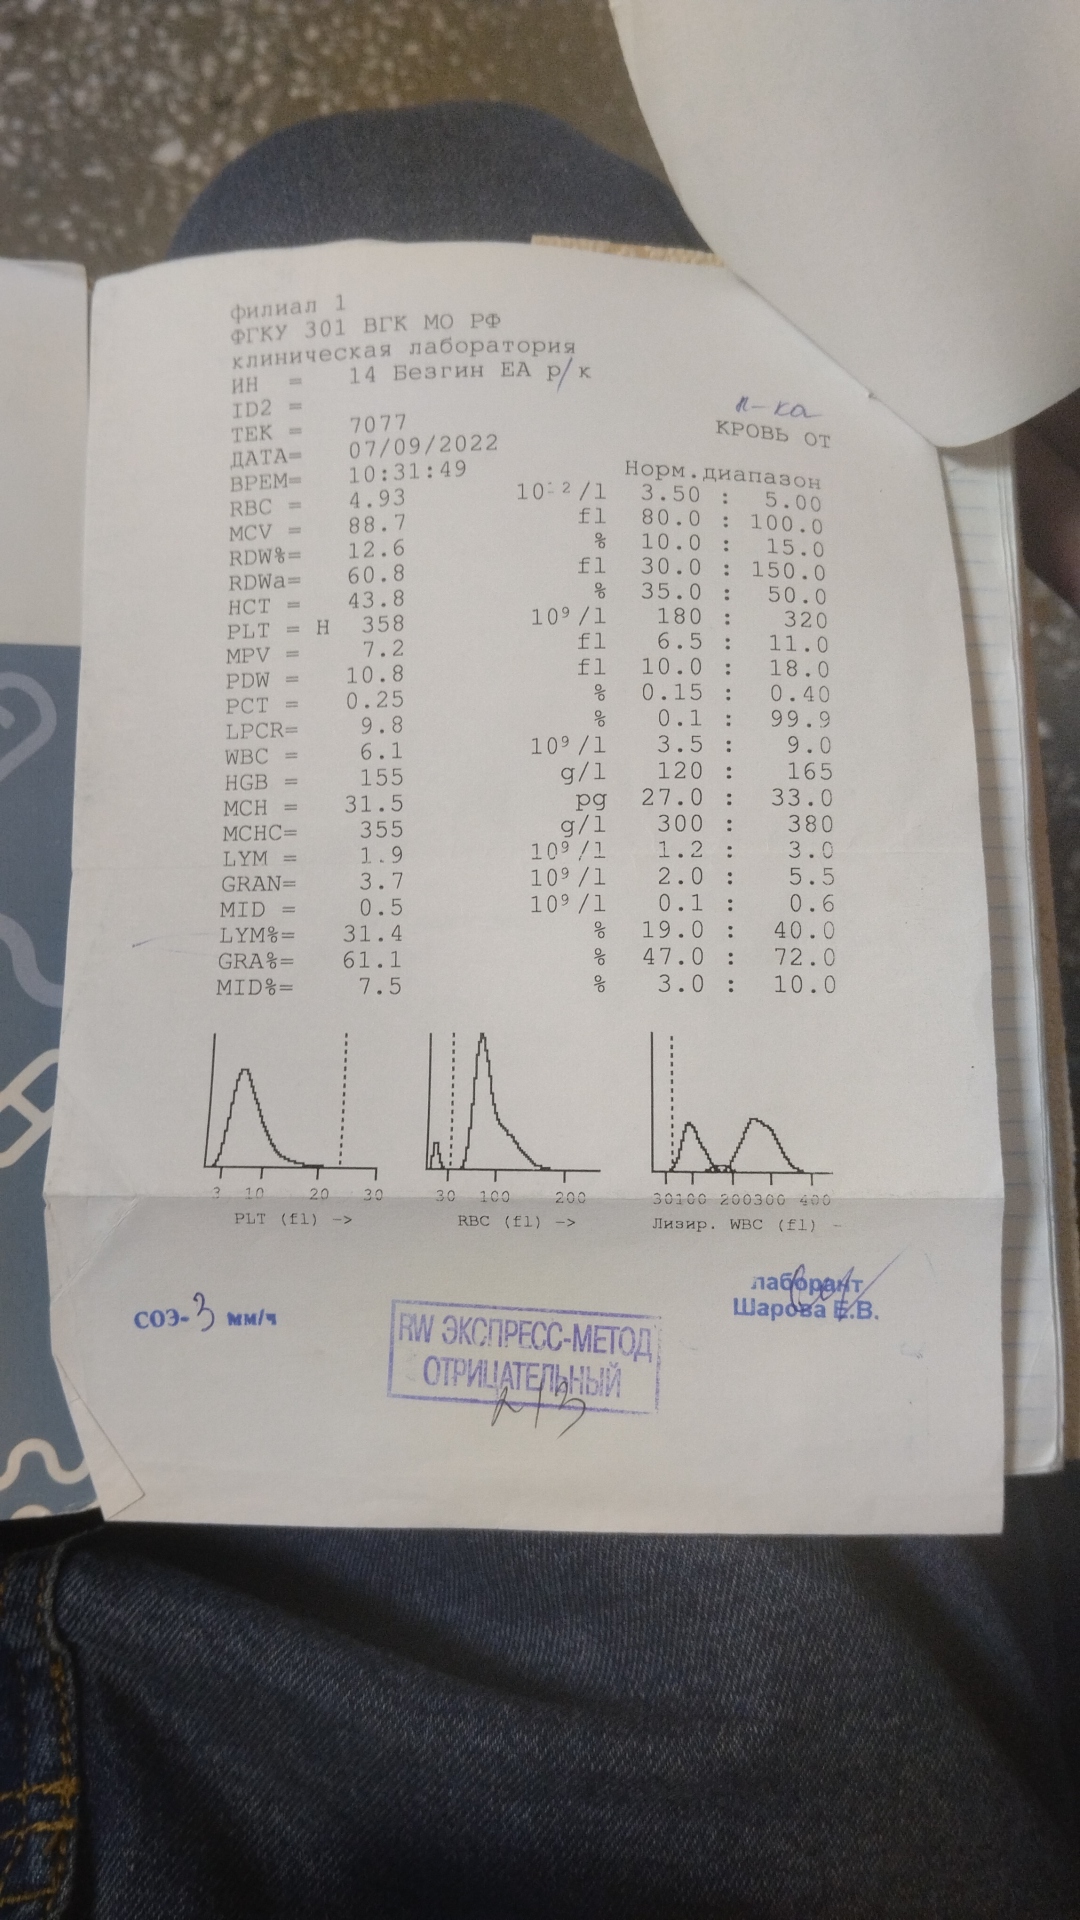 филиал 1
ФГКУ 301 ВГК МО РФ
клиническая лаборатория
ИН = 14 Безгин ЕА р/к
ID2 =
п-ка
ТЕК = 7077 КРОВЬ ОТ
ДАТА= 07/09/2022
ВРЕМ= 10:31:49 Норм.диапазон
RBC = 4.93 10¹²/l 3.50 : 5.00
MCV = 88.7 fl 80.0 : 100.0
RDW%= 12.6 % 10.0 : 15.0
RDWa= 60.8 fl 30.0 : 150.0
HCT = 43.8 % 35.0 : 50.0
PLT = H 358 10⁹/l 180 : 320
MPV = 7.2 fl 6.5 : 11.0
PDW = 10.8 fl 10.0 : 18.0
PCT = 0.25 % 0.15 : 0.40
LPCR= 9.8 % 0.1 : 99.9
WBC = 6.1 10⁹/l 3.5 : 9.0
HGB = 155 g/l 120 : 165
MCH = 31.5 pg 27.0 : 33.0
MCHC= 355 g/l 300 : 380
LYM = 1.9 10⁹/l 1.2 : 3.0
GRAN= 3.7 10⁹/l 2.0 : 5.5
MID = 0.5 10⁹/l 0.1 : 0.6
LYM%= 31.4 % 19.0 : 40.0
GRA%= 61.1 % 47.0 : 72.0
MID%= 7.5 % 3.0 : 10.0
3 10 20 30 30 100 200 30100 200300 400
PLT (fl) -> RBC (fl) -> Лизир. WBC (fl) -
лаборант
СОЭ-3 мм/ч Шарова Е.В.
RW ЭКСПРЕСС-МЕТОД
ОТРИЦАТЕЛЬНЫЙ